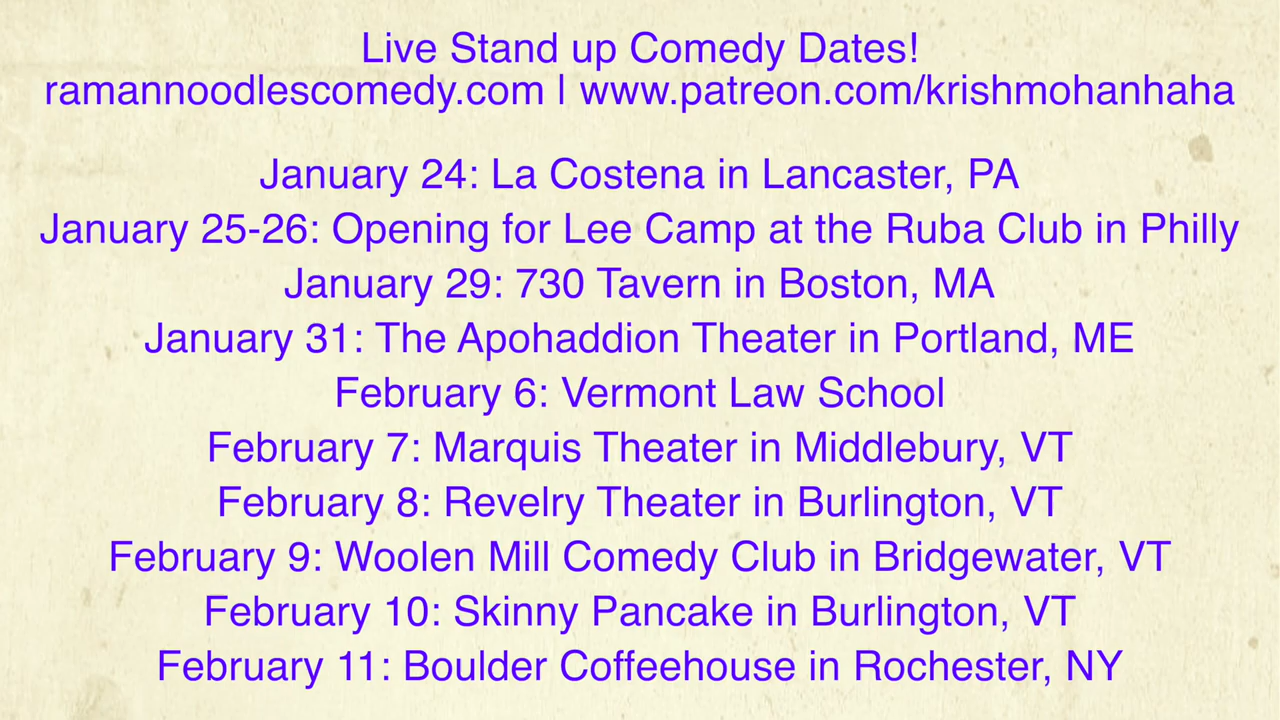 Live Stand up Comedy Dates!
ramannoodlescomedy.com | www.patreon.com/krishmohanhaha
January 24: La Costena in Lancaster, PA
January 25-26: Opening for Lee Camp at the Ruba Club in Philly
January 29: 730 Tavern in Boston, MA
January 31: The Apohaddion Theater in Portland, ME
February 6: Vermont Law School
February 7: Marquis Theater in Middlebury, VT
February 8: Revelry Theater in Burlington, VT
February 9: Woolen Mill Comedy Club in Bridgewater, VT
February 10: Skinny Pancake in Burlington, VT
February 11: Boulder Coffeehouse in Rochester, NY